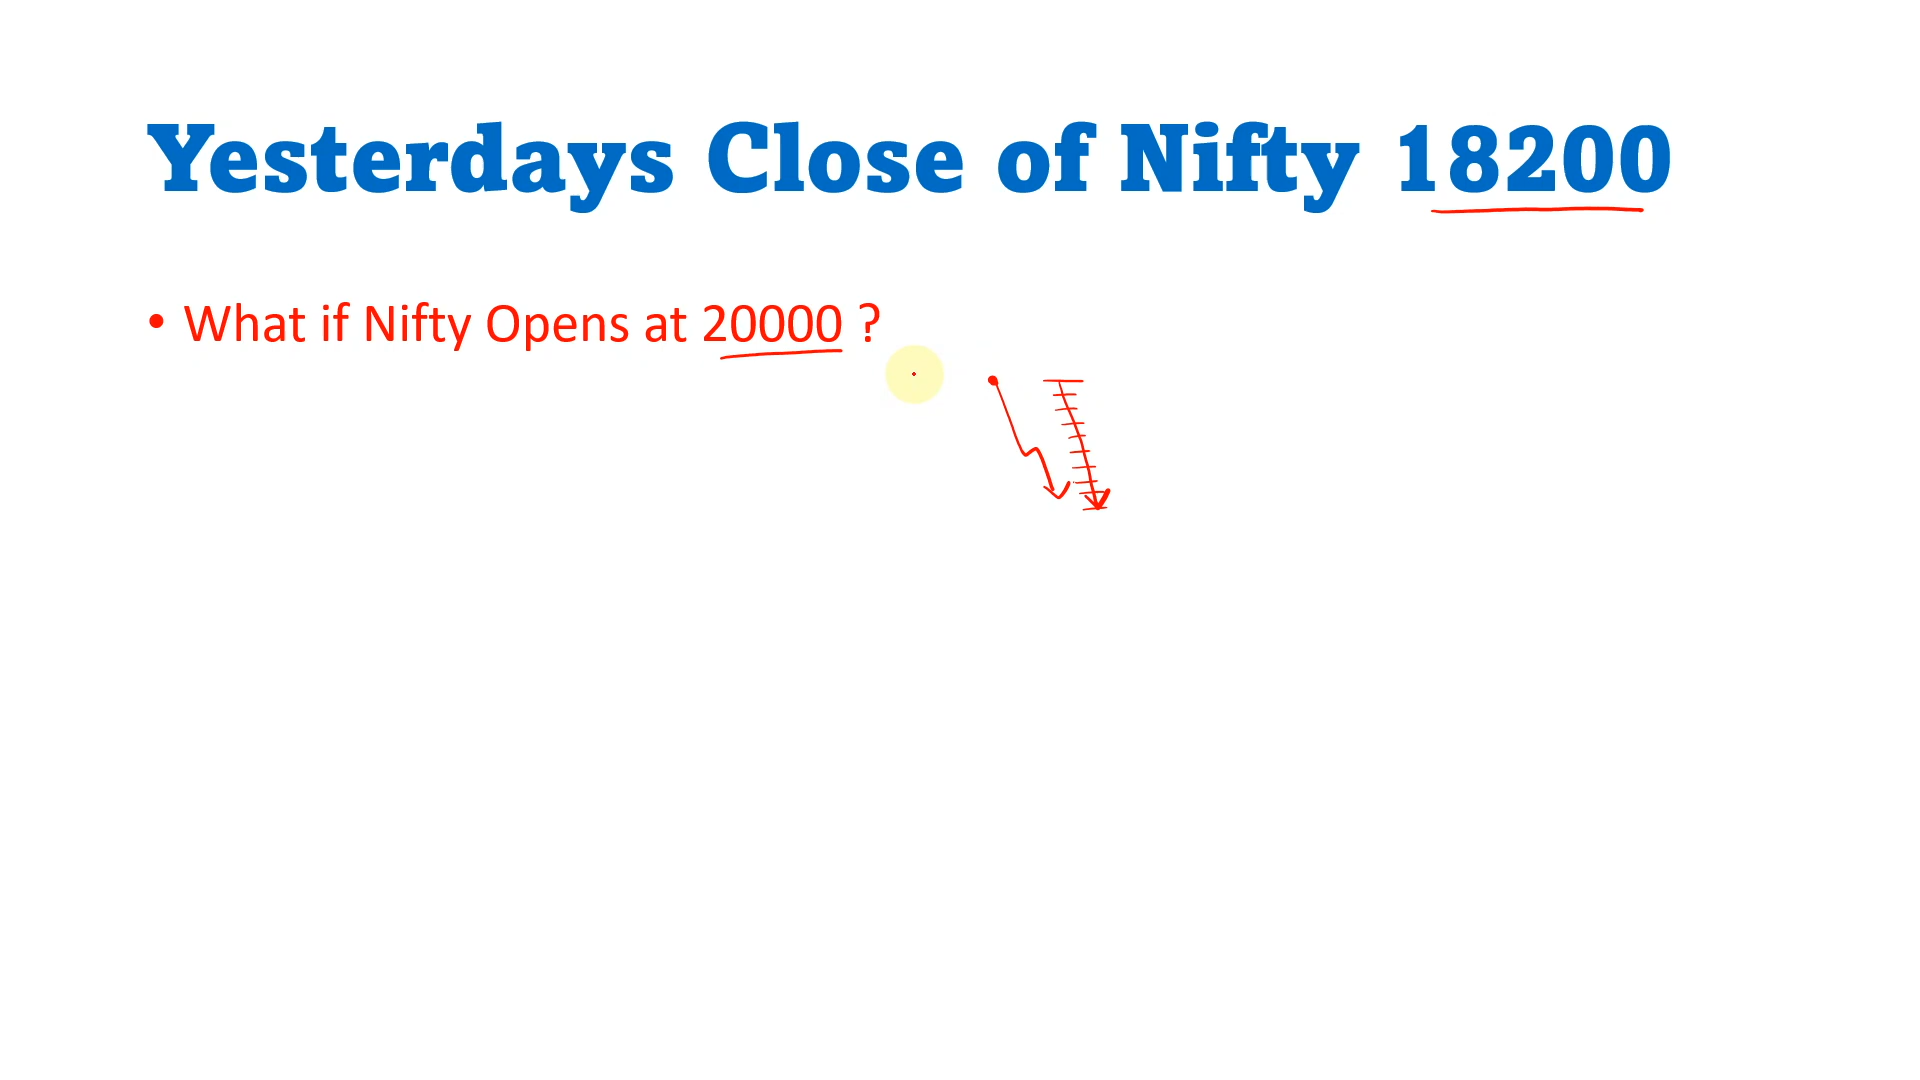 Yesterdays Close of Nifty 18200
• What if Nifty Opens at 20000 ?